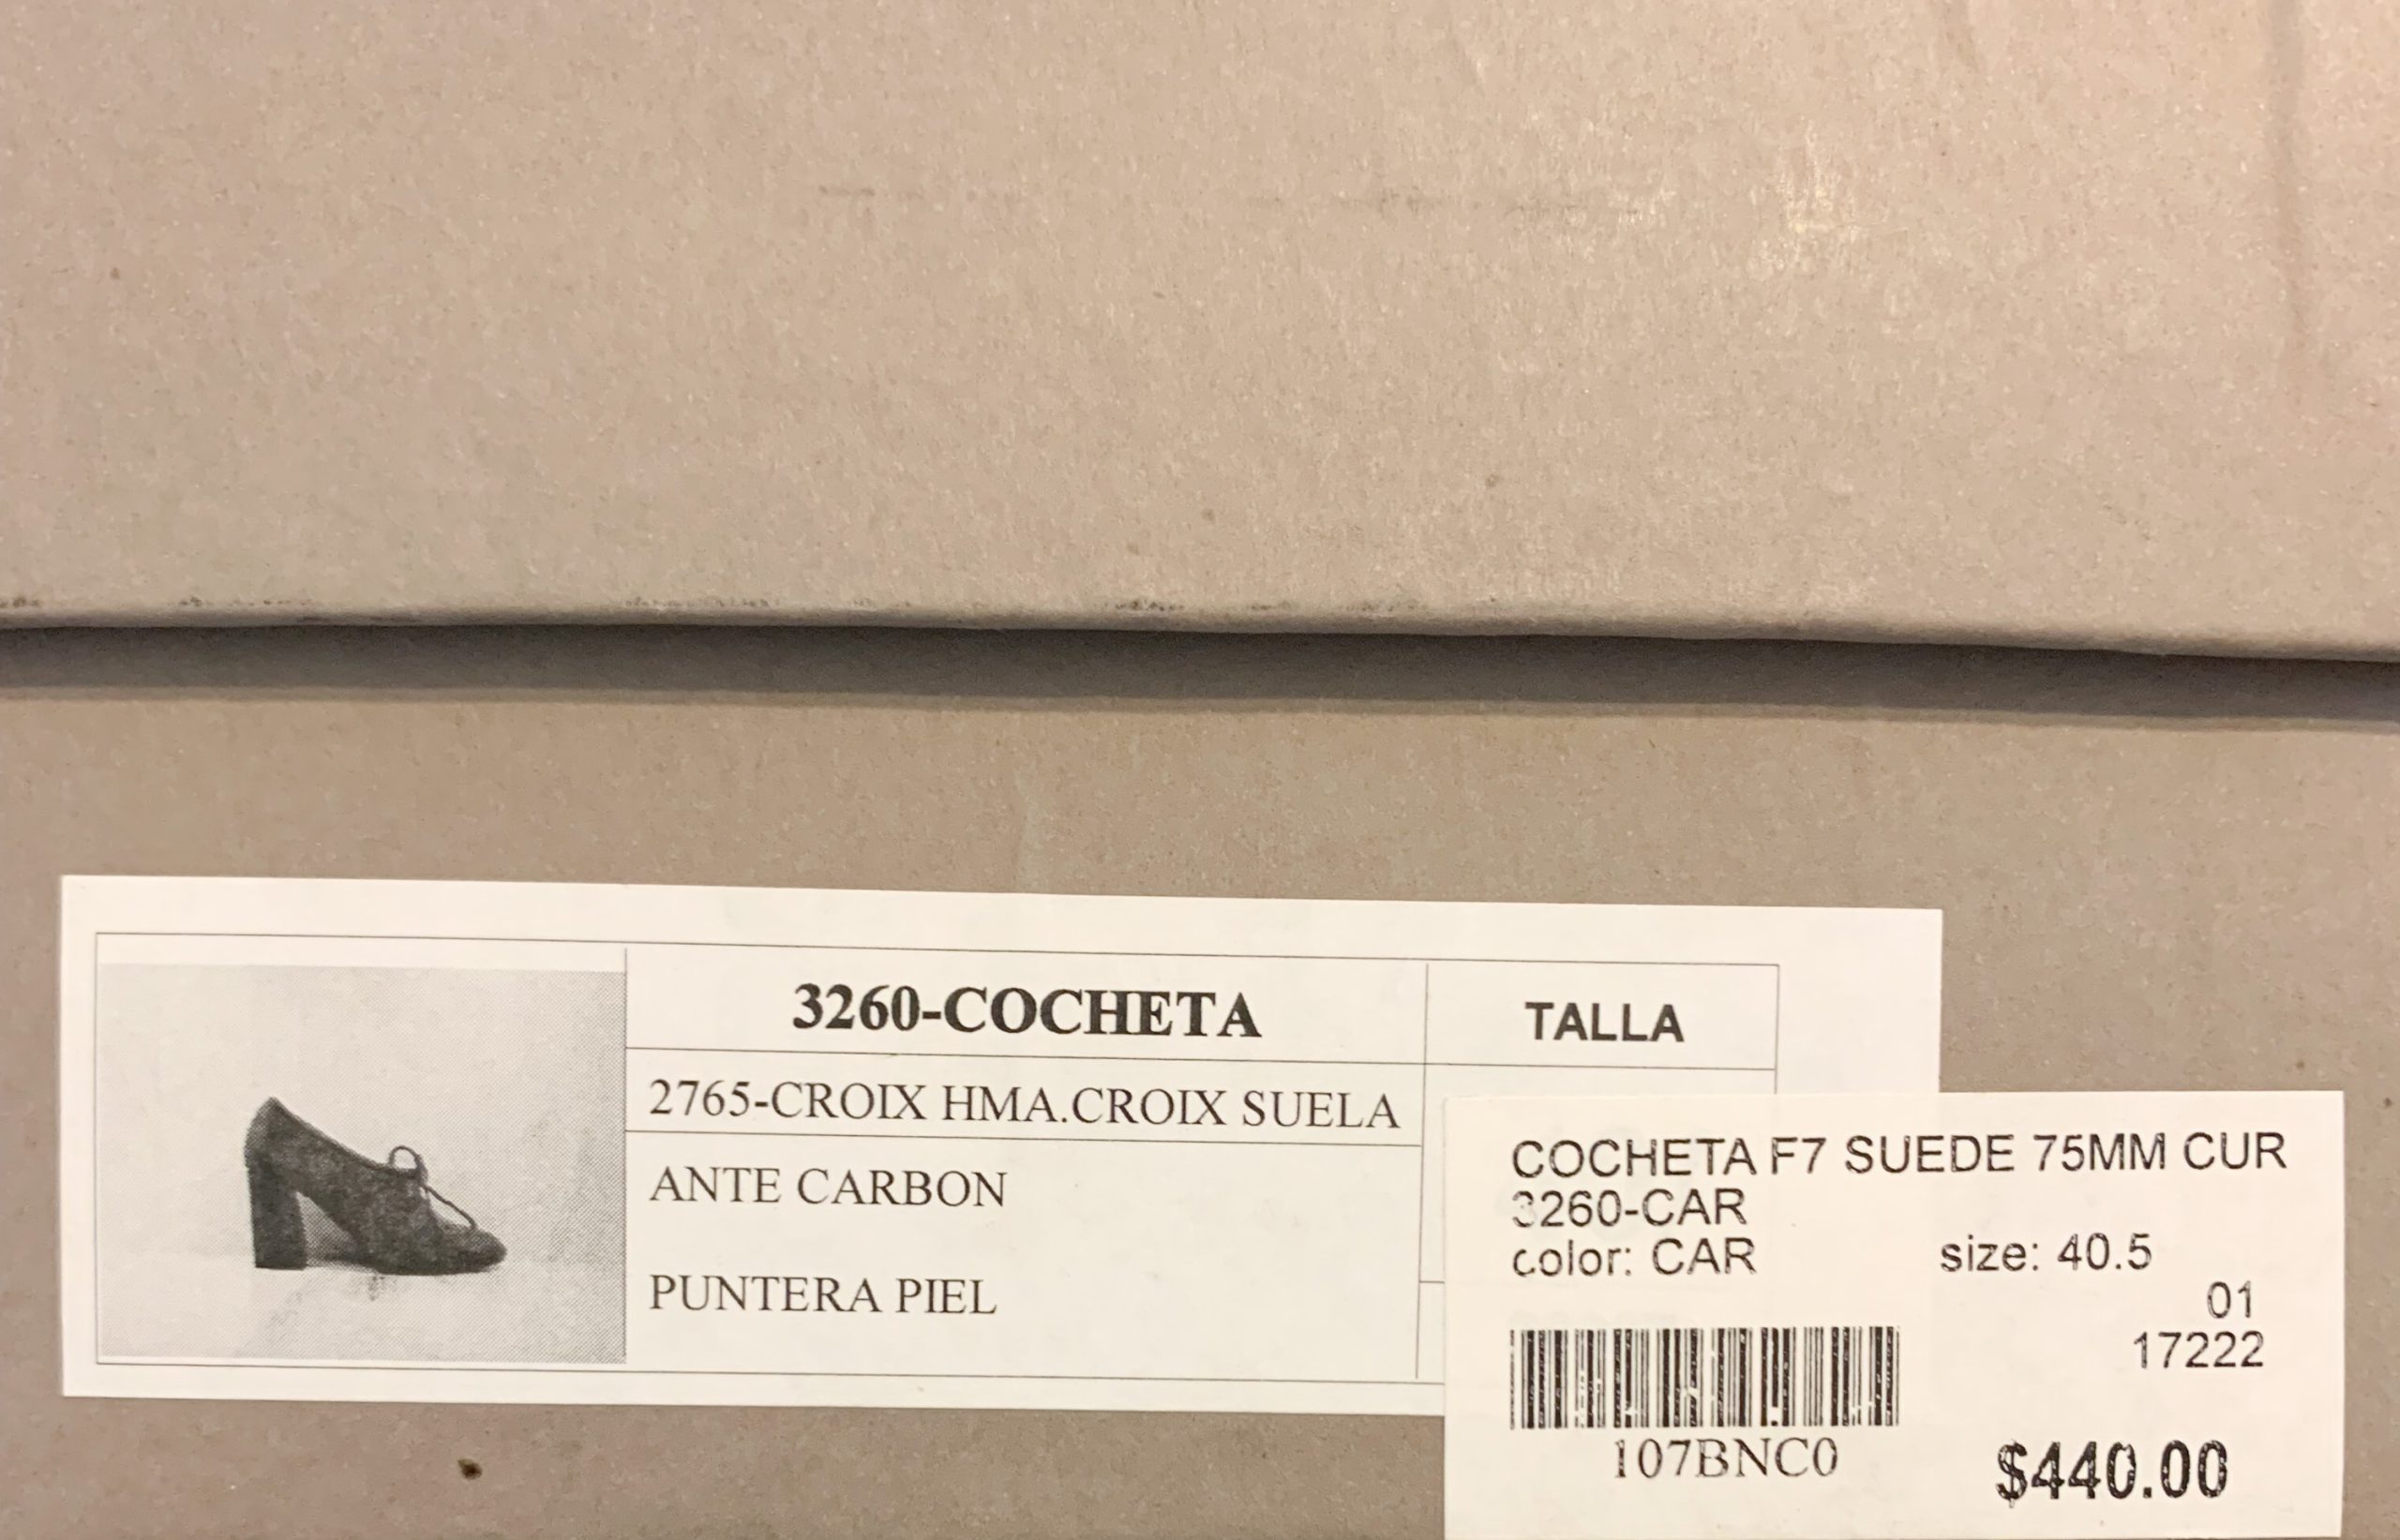 3260-COCHETA
TALLA
2765-CROIX HMA.CROIX SUELA
ANTE CARBON
PUNTERA PIEL
COCHETA F7 SUEDE 75MM CUR
3260-CAR
color: CAR size: 40.5
01
17222
107BNC0
$440.00